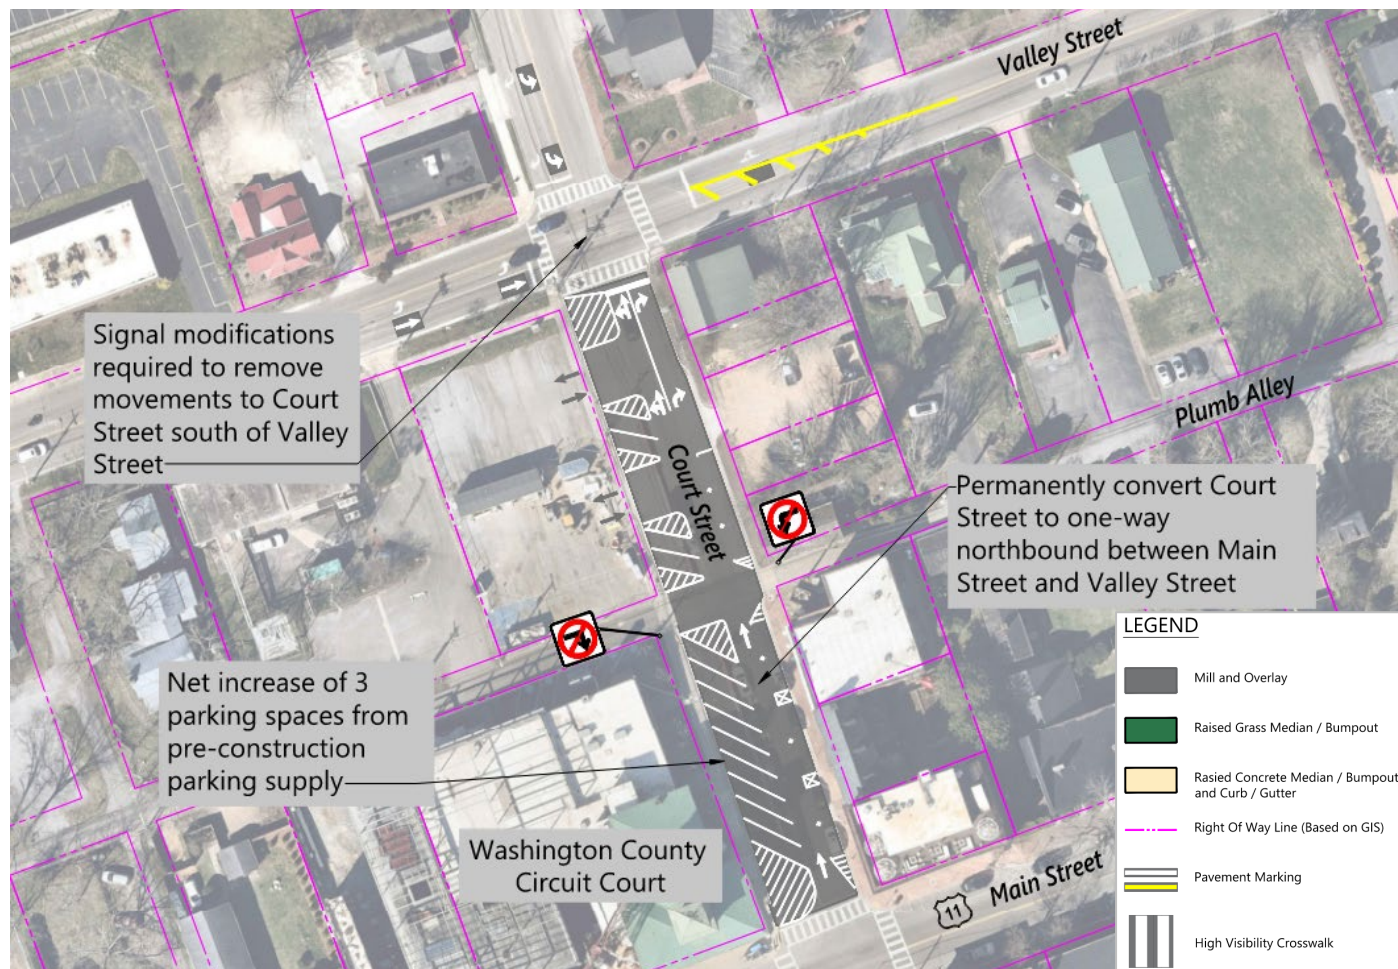 Valley Street
Signal modifications
required to remove
movements to Court
Street south of Valley
Street
Plumb Alley
Court Street
Permanently convert Court
Street to one-way
northbound between Main
Street and Valley Street
Net increase of 3
parking spaces from
pre-construction
parking supply
Washington County
Circuit Court
11
Main Street
LEGEND
Mill and Overlay
Raised Grass Median / Bumpout
Rasied Concrete Median / Bumpout
and Curb / Gutter
Right Of Way Line (Based on GIS)
Pavement Marking
High Visibility Crosswalk